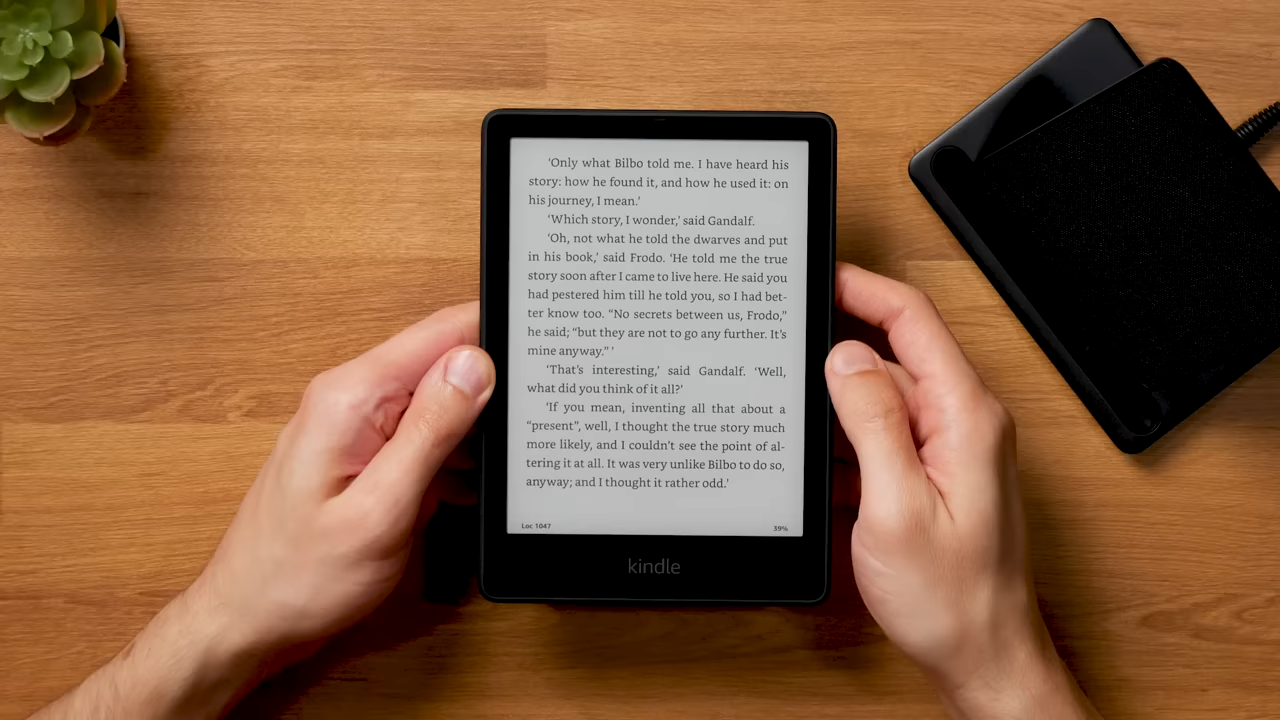 ‘Only what Bilbo told me. I have heard his
story: how he found it, and how he used it: on
his journey, I mean.’
‘Which story, I wonder,’ said Gandalf.
‘Oh, not what he told the dwarves and put
in his book,’ said Frodo. ‘He told me the true
story soon after I came to live here. He said you
had pestered him till he told you, so I had bet-
ter know too. “No secrets between us, Frodo,”
he said; “but they are not to go any further. It’s
mine anyway.” ’
‘That’s interesting,’ said Gandalf. ‘Well,
what did you think of it all?’
‘If you mean, inventing all that about a
“present”, well, I thought the true story much
more likely, and I couldn’t see the point of al-
tering it at all. It was very unlike Bilbo to do so,
anyway; and I thought it rather odd.’
Loc 1047 39%
kindle